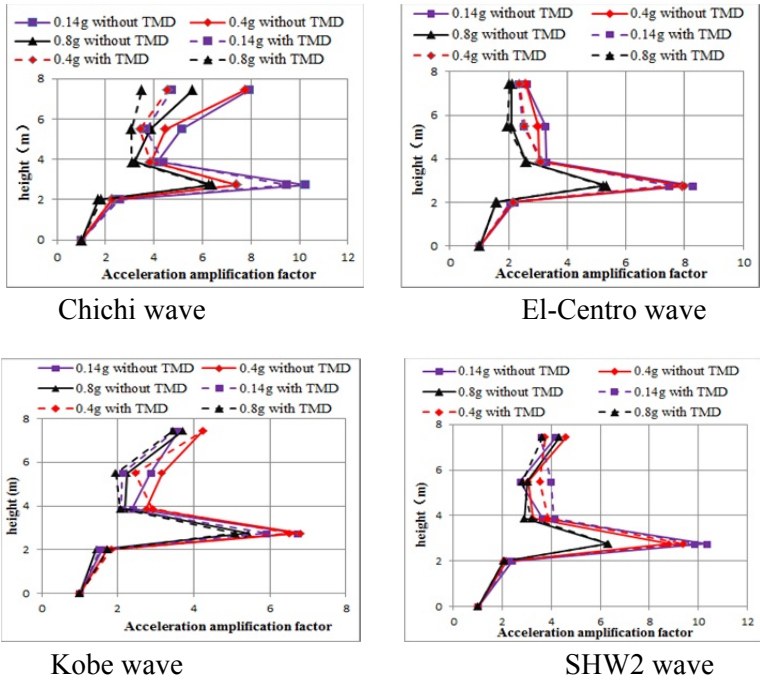 0.14g without TMD 0.4g without TMD
0.8g without TMD 0.14g with TMD
0.4g with TMD 0.8g with TMD
8
6
4
2
0
height (m)
0 2 4 6 8 10 12
Acceleration amplification factor
Chichi wave
0.14g without TMD 0.4g without TMD
0.8g without TMD 0.14g with TMD
0.4g with TMD 0.8g with TMD
8
6
4
2
0
height (m)
0 2 4 6 8 10
Acceleration amplification factor
El-Centro wave
0.14g without TMD 0.4g without TMD
0.8g without TMD 0.14g with TMD
0.4g with TMD 0.8g with TMD
8
6
4
2
0
height (m)
0 2 4 6 8
Acceleration amplification factor
Kobe wave
0.14g without TMD 0.4g without TMD
0.8g without TMD 0.14g with TMD
0.4g with TMD 0.8g with TMD
8
6
4
2
0
height (m)
0 2 4 6 8 10 12
Acceleration amplification factor
SHW2 wave